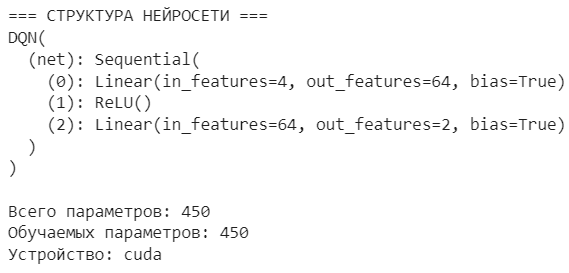 === СТРУКТУРА НЕЙРОСЕТИ ===
DQN(
  (net): Sequential(
    (0): Linear(in_features=4, out_features=64, bias=True)
    (1): ReLU()
    (2): Linear(in_features=64, out_features=2, bias=True)
  )
)
Всего параметров: 450
Обучаемых параметров: 450
Устройство: cuda